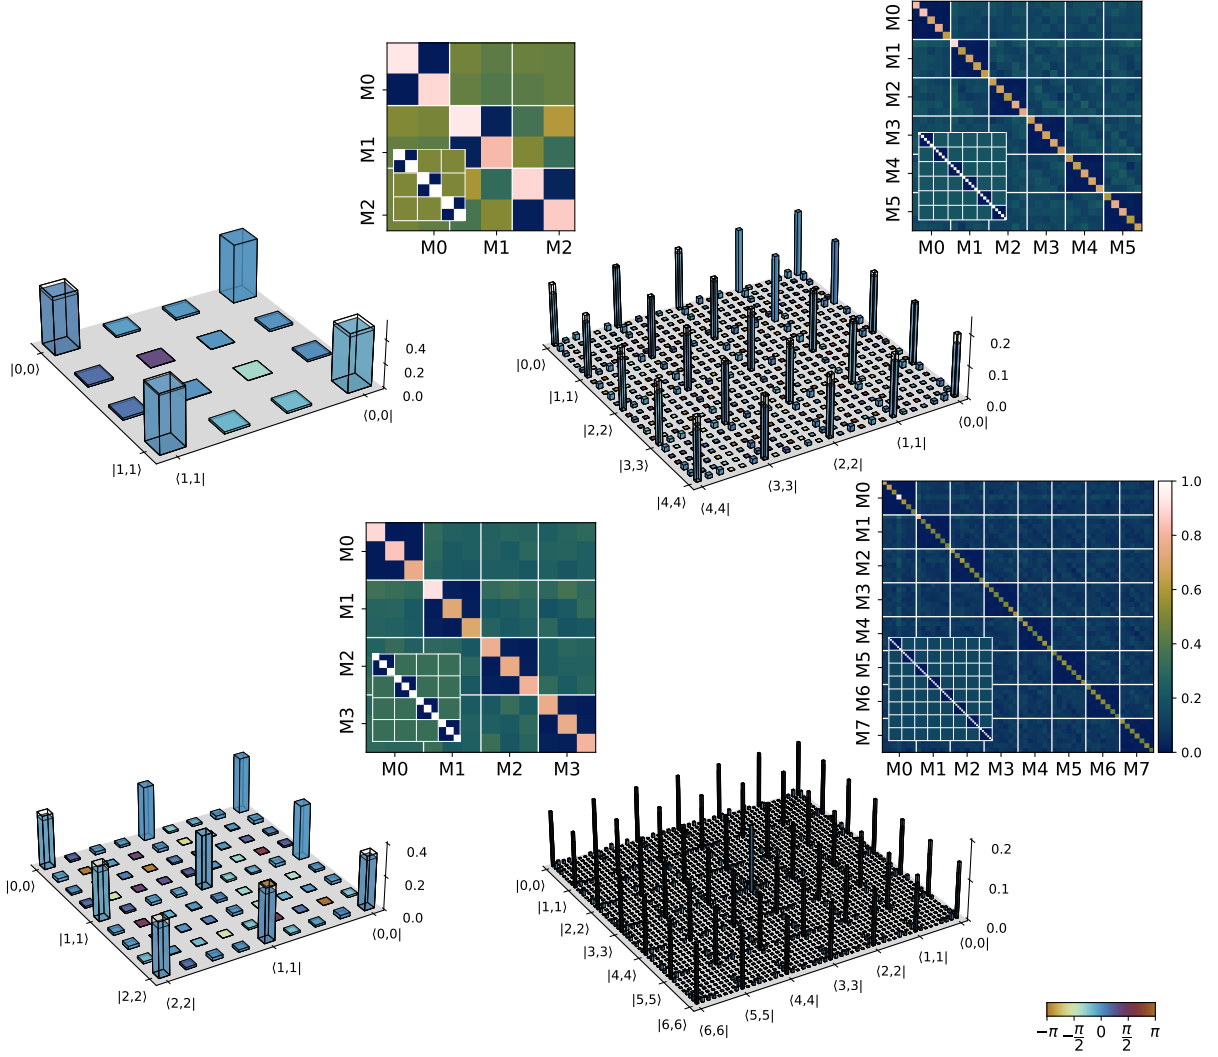 M0
M1
M2
M0 M1 M2
M0
M1
M2
M3
M4
M5
M0 M1 M2 M3 M4 M5
|0,0⟩
|1,1⟩
⟨1,1|
⟨0,0|
0.4
0.2
0.0
|0,0⟩
|1,1⟩
|2,2⟩
|3,3⟩
|4,4⟩
⟨4,4|
⟨3,3|
⟨2,2|
⟨1,1|
⟨0,0|
0.2
0.1
0.0
M0
M1
M2
M3
M0 M1 M2 M3
M0
M1
M2
M3
M4
M5
M6
M7
M0 M1 M2 M3 M4 M5 M6 M7
1.0
0.8
0.6
0.4
0.2
0.0
|0,0⟩
|1,1⟩
|2,2⟩
⟨2,2|
⟨1,1|
⟨0,0|
0.4
0.2
0.0
|0,0⟩
|1,1⟩
|2,2⟩
|3,3⟩
|4,4⟩
|5,5⟩
|6,6⟩
⟨6,6|
⟨5,5|
⟨4,4|
⟨3,3|
⟨2,2|
⟨1,1|
⟨0,0|
0.2
0.1
0.0
−π −π/2 0 π/2 π